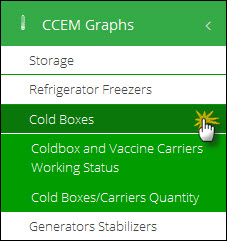 CCEM Graphs
Storage
Refrigerator Freezers
Cold Boxes
Coldbox and Vaccine Carriers
Working Status
Cold Boxes/Carriers Quantity
Generators Stabilizers